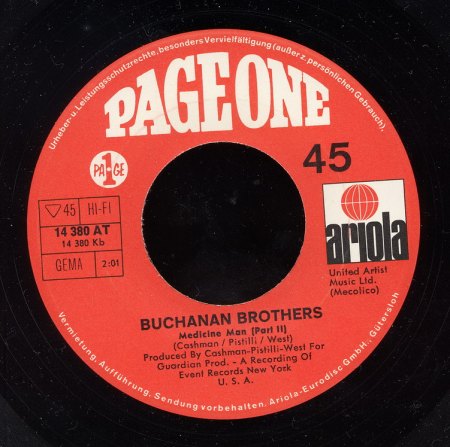 Urheber- u. Leistungsschutzrechte, besonders Vervielfältigung (außer z. persönlichen Gebrauch),
PAGE ONE
1
PAGE
45
▽45 HI-FI
14 380 AT
14 380 Kb
GEMA 2:01
ariola
United Artist
Music Ltd.
(Mecolico)
BUCHANAN BROTHERS
Medicine Man (Part II)
(Cashman / Pistilli / West)
Produced By Cashman-Pistilli-West For
Guardian Prod. - A Recording Of
Event Records New York
U. S. A.
Vermietung, Aufführung, Sendung vorbehalten. Ariola-Eurodisc GmbH., Gütersloh